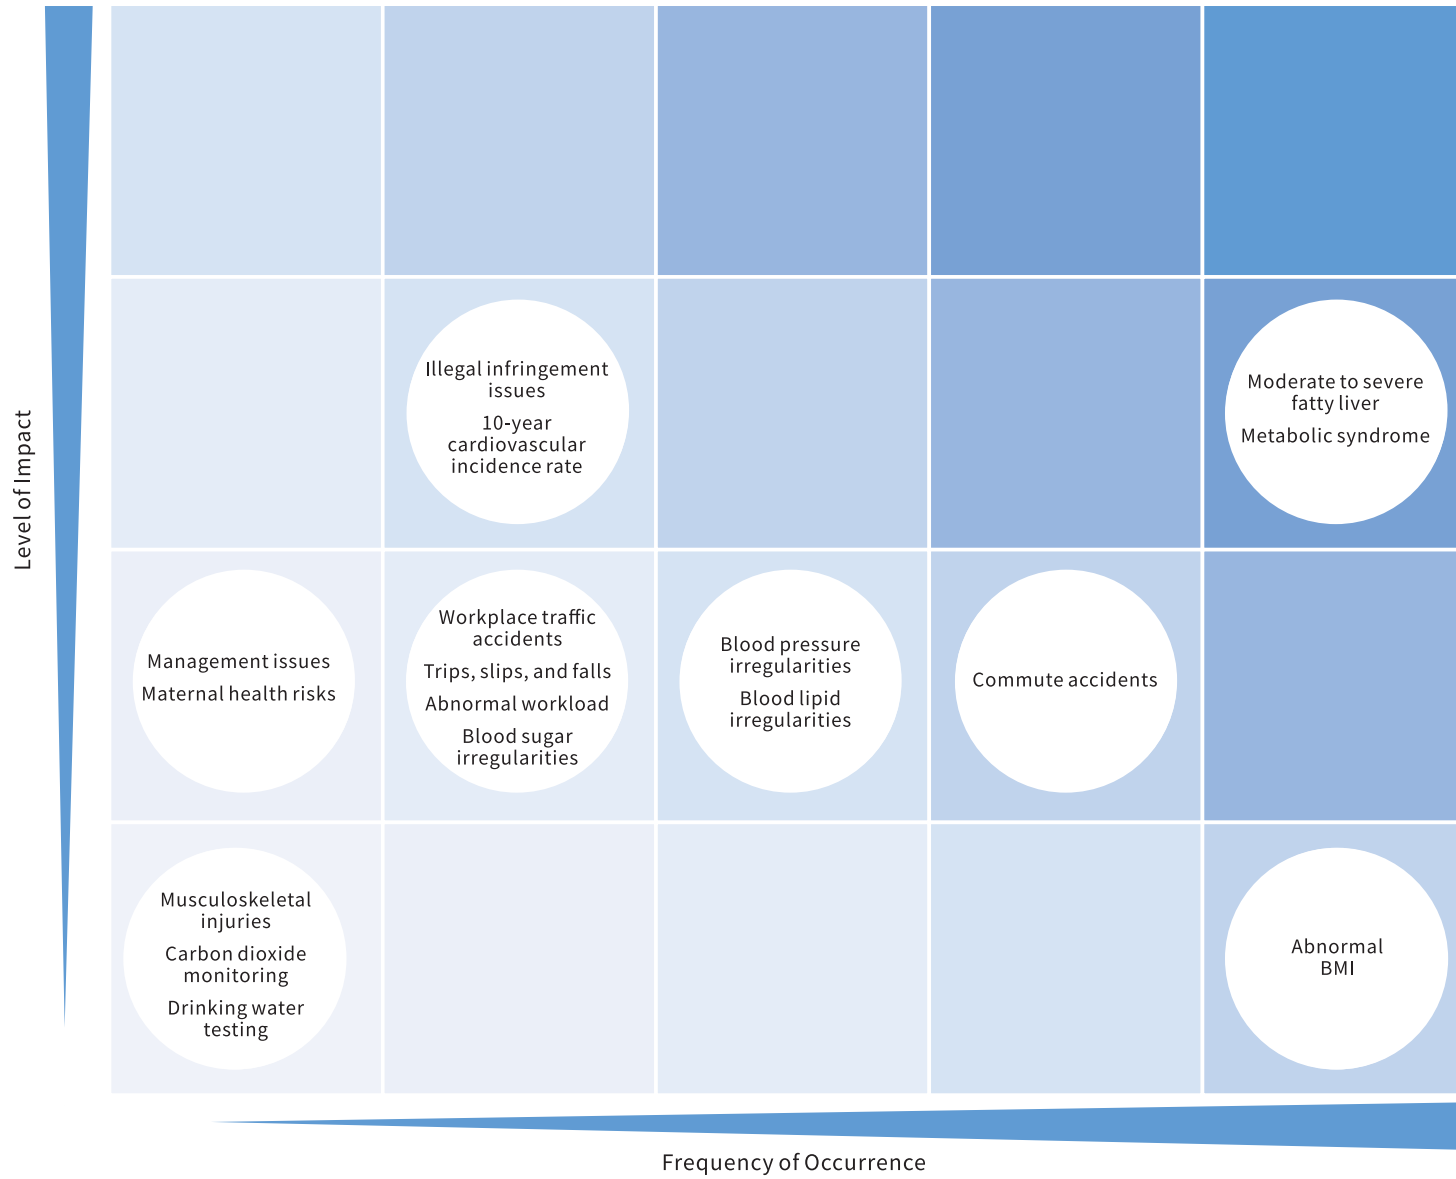 Level of Impact
Illegal infringement
issues
10-year
cardiovascular
incidence rate
Moderate to severe
fatty liver
Metabolic syndrome
Management issues
Maternal health risks
Workplace traffic
accidents
Trips, slips, and falls
Abnormal workload
Blood sugar
irregularities
Blood pressure
irregularities
Blood lipid
irregularities
Commute accidents
Musculoskeletal
injuries
Carbon dioxide
monitoring
Drinking water
testing
Abnormal
BMI
Frequency of Occurrence